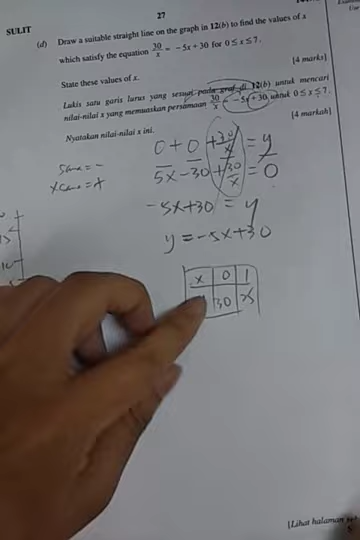 27
SULIT
(d) Draw a suitable straight line on the graph in 12(b) to find the values of x
which satisfy the equation 30/x = −5x + 30 for 0 ≤ x ≤ 7.
[4 marks]
State these values of x.
Lukis satu garis lurus yang sesuai pada graf di 12(b) untuk mencari
nilai-nilai x yang memuaskan persamaan 30/x = −5x + 30 untuk 0 ≤ x ≤ 7.
[4 markah]
Nyatakan nilai-nilai x ini.
0 + 0 + 30/x = y
5x − 30 + 30/x = 0
−5x + 30 = y
y = −5x + 30
x 0 1
30 25
[Lihat halaman